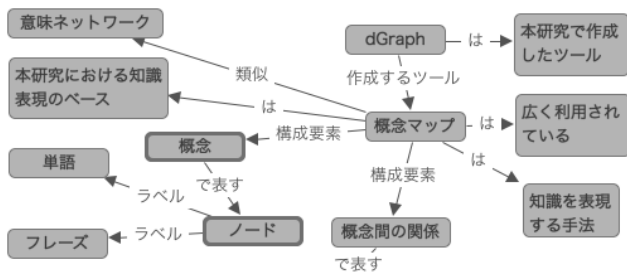 意味ネットワーク
dGraph
は
本研究で作成
したツール
類似
作成するツール
本研究における知識
表現のベース
は
概念マップ
は
広く利用され
ている
概念
構成要素
は
単語
で表す
構成要素
知識を表現
する手法
ラベル
ノード
概念間の関係
フレーズ
ラベル
で表す